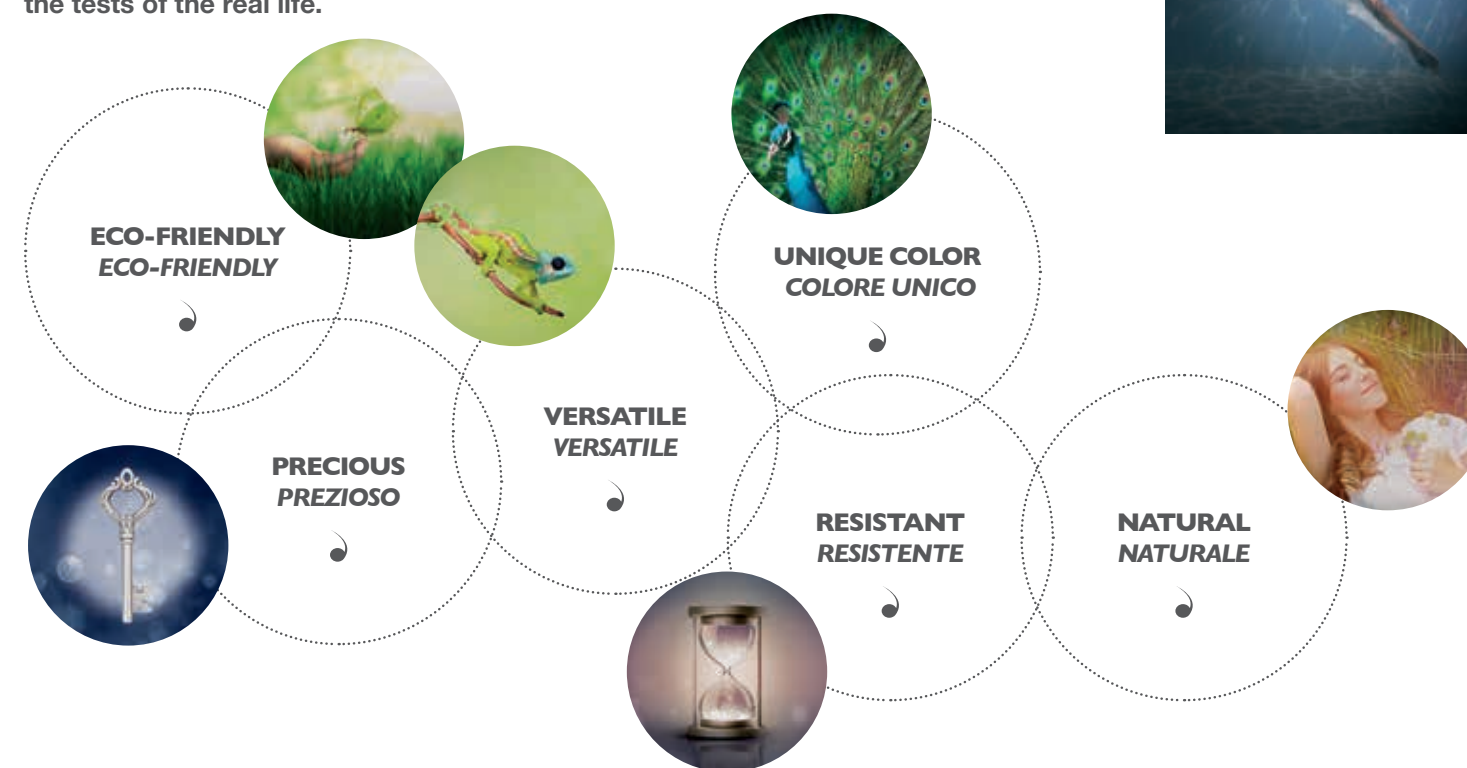 the tests of the real life.
ECO-FRIENDLY
ECO-FRIENDLY
UNIQUE COLOR
COLORE UNICO
VERSATILE
VERSATILE
PRECIOUS
PREZIOSO
RESISTANT
RESISTENTE
NATURAL
NATURALE